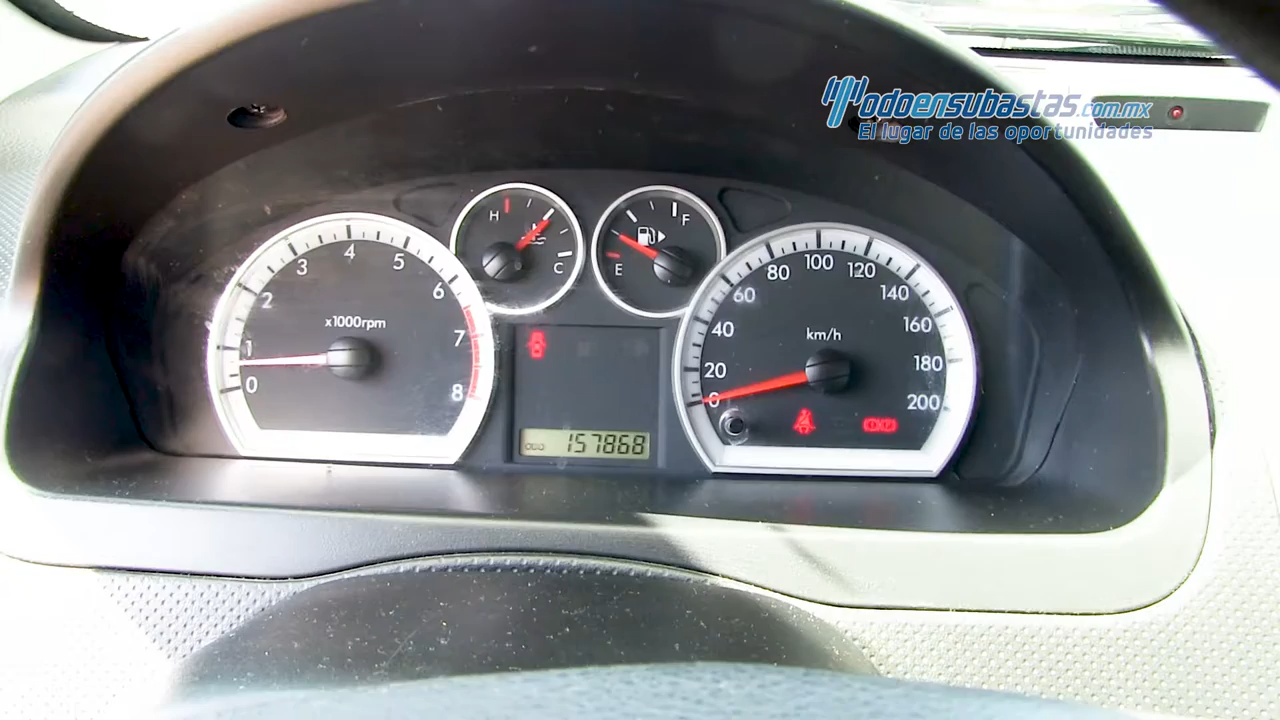 Todoensubastas.com.mx
El lugar de las oportunidades
H
C
F
E
0
1
2
3
4
5
6
7
8
x1000rpm
0
20
40
60
80
100
120
140
160
180
200
km/h
ODO 157868